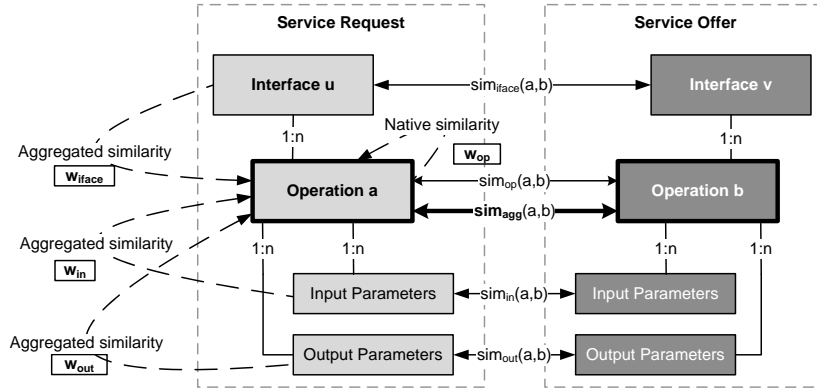 Service Request
Service Offer
Interface u
sim_iface(a,b)
Interface v
1:n
Native similarity
1:n
Aggregated similarity
w_iface
w_op
Operation a
sim_op(a,b)
Operation b
sim_agg(a,b)
Aggregated similarity
w_in
1:n
1:n
1:n
1:n
Input Parameters
sim_in(a,b)
Input Parameters
Aggregated similarity
w_out
Output Parameters
sim_out(a,b)
Output Parameters